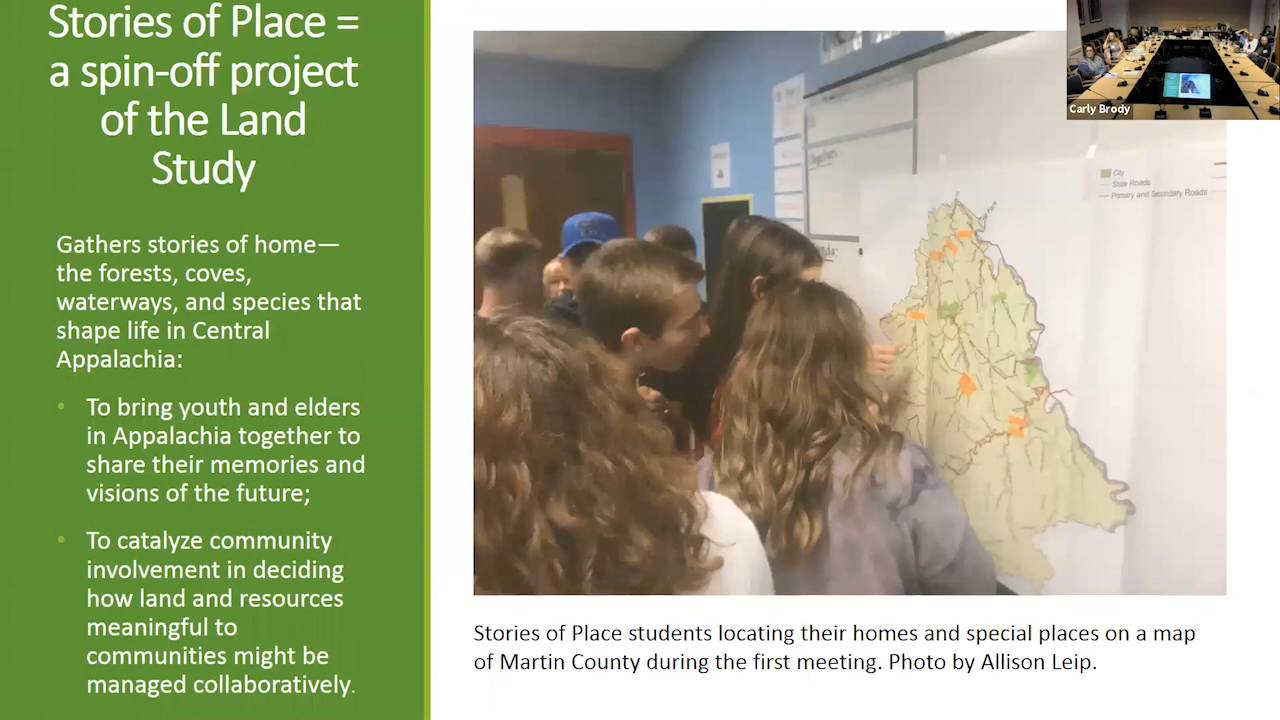 Stories of Place =
a spin-off project
of the Land
Study
Gathers stories of home—
the forests, coves,
waterways, and species that
shape life in Central
Appalachia:
• To bring youth and elders
in Appalachia together to
share their memories and
visions of the future;
• To catalyze community
involvement in deciding
how land and resources
meaningful to
communities might be
managed collaboratively.
Carly Brody
City
State Roads
Primary and Secondary Roads
Stories of Place students locating their homes and special places on a map
of Martin County during the first meeting. Photo by Allison Leip.